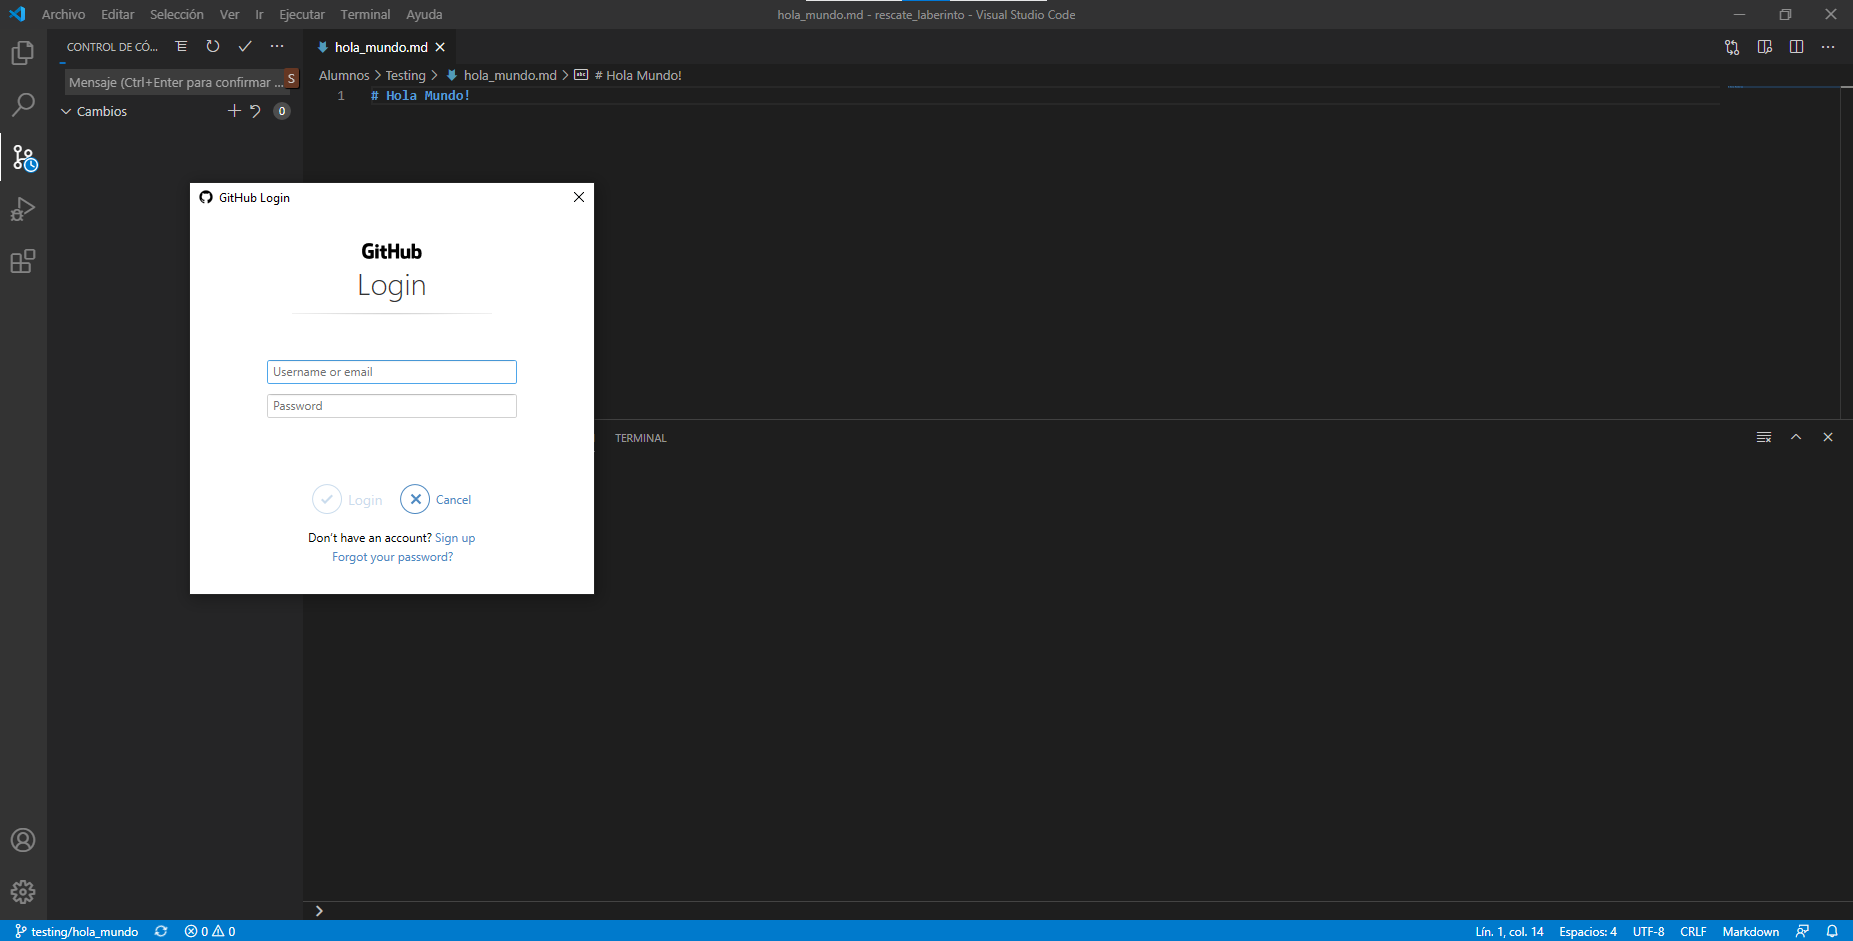 Archivo Editar Selección Ver Ir Ejecutar Terminal Ayuda
hola_mundo.md - rescate_laberinto - Visual Studio Code
CONTROL DE CÓ...
hola_mundo.md
Mensaje (Ctrl+Enter para confirmar ...
S
Alumnos > Testing > hola_mundo.md > # Hola Mundo!
1 # Hola Mundo!
Cambios
0
GitHub Login
GitHub
Login
Username or email
Password
Login Cancel
Don't have an account? Sign up
Forgot your password?
TERMINAL
testing/hola_mundo 0 0
Lín. 1, col. 14 Espacios: 4 UTF-8 CRLF Markdown